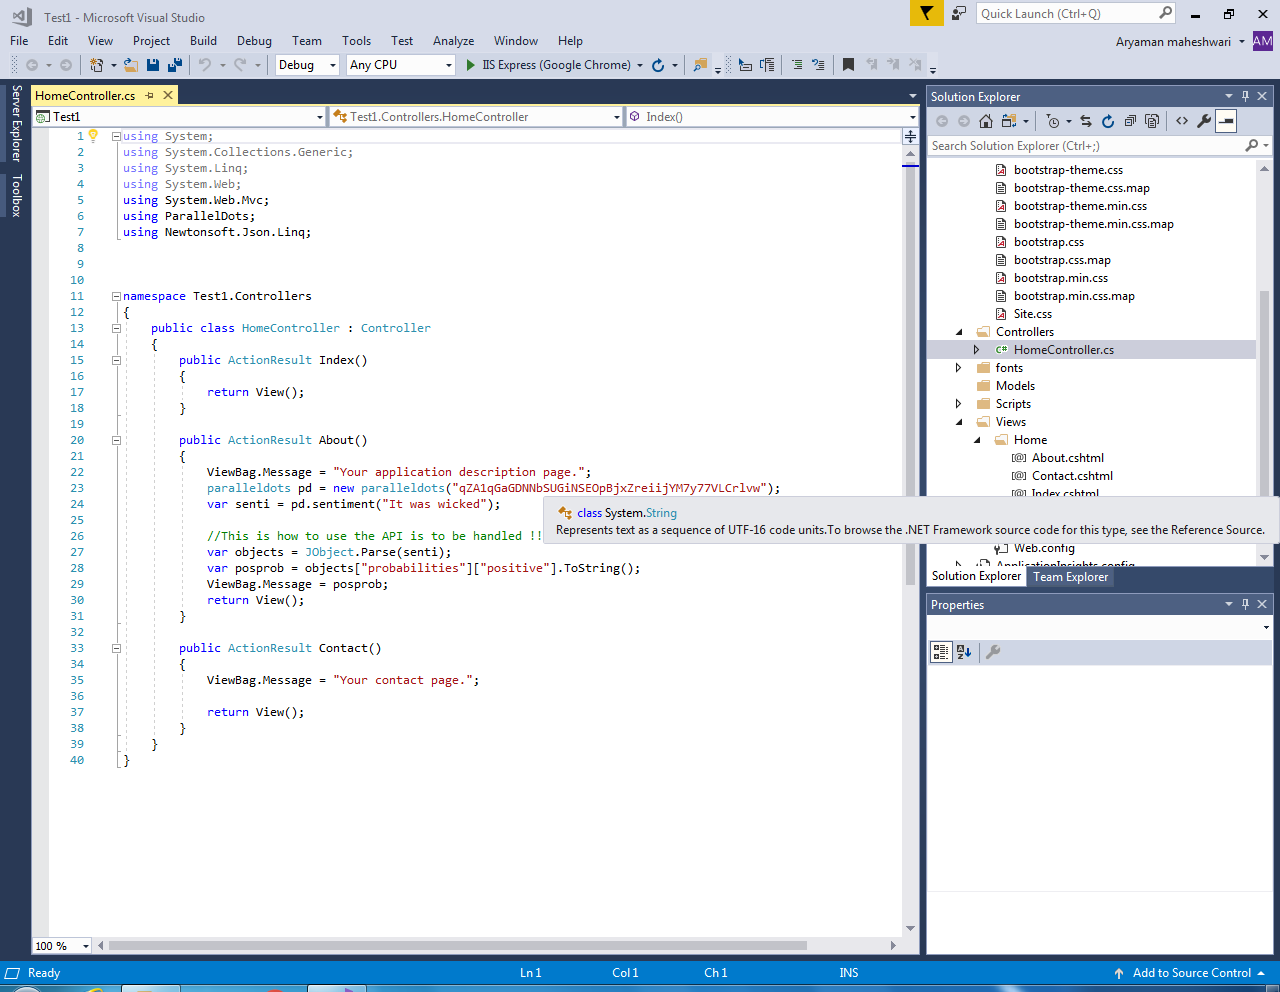 Test1 - Microsoft Visual Studio
Quick Launch (Ctrl+Q)
File Edit View Project Build Debug Team Tools Test Analyze Window Help
Aryaman maheshwari AM
Debug Any CPU IIS Express (Google Chrome)
Server Explorer
Toolbox
HomeController.cs
Test1 Test1.Controllers.HomeController Index()
1 using System;
2 using System.Collections.Generic;
3 using System.Linq;
4 using System.Web;
5 using System.Web.Mvc;
6 using ParallelDots;
7 using Newtonsoft.Json.Linq;
8
9
10
11 namespace Test1.Controllers
12 {
13 public class HomeController : Controller
14 {
15 public ActionResult Index()
16 {
17 return View();
18 }
19
20 public ActionResult About()
21 {
22 ViewBag.Message = "Your application description page.";
23 paralleldots pd = new paralleldots("qZA1qGaGDNNbSUGiNSEOpBjxZreiijYM7y77VLCrlvw");
24 var senti = pd.sentiment("It was wicked");
25
26 //This is how to use the API is to be handled !!
27 var objects = JObject.Parse(senti);
28 var posprob = objects["probabilities"]["positive"].ToString();
29 ViewBag.Message = posprob;
30 return View();
31 }
32
33 public ActionResult Contact()
34 {
35 ViewBag.Message = "Your contact page.";
36
37 return View();
38 }
39 }
40 }
class System.String
Represents text as a sequence of UTF-16 code units.To browse the .NET Framework source code for this type, see the Reference Source.
100 %
Solution Explorer
Search Solution Explorer (Ctrl+;)
bootstrap-theme.css
bootstrap-theme.css.map
bootstrap-theme.min.css
bootstrap-theme.min.css.map
bootstrap.css
bootstrap.css.map
bootstrap.min.css
bootstrap.min.css.map
Site.css
Controllers
C# HomeController.cs
fonts
Models
Scripts
Views
Home
About.cshtml
Contact.cshtml
Index.cshtml
Web.config
ApplicationInsights.config
Solution Explorer Team Explorer
Properties
Ready Ln 1 Col 1 Ch 1 INS Add to Source Control